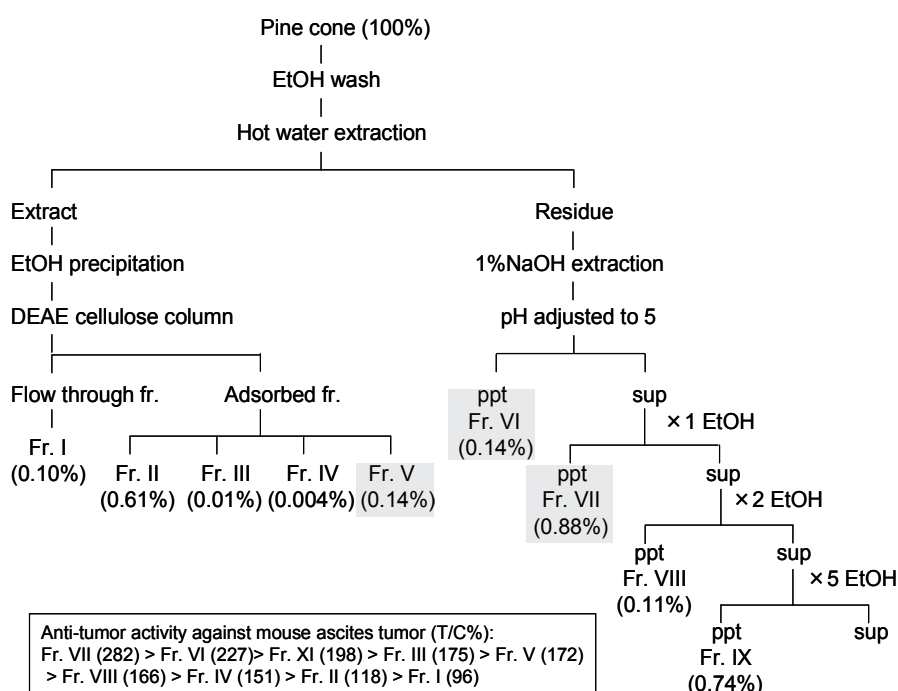 Pine cone (100%)
EtOH wash
Hot water extraction
Extract
EtOH precipitation
DEAE cellulose column
Flow through fr.
Adsorbed fr.
Fr. I
(0.10%)
Fr. II
(0.61%)
Fr. III
(0.01%)
Fr. IV
(0.004%)
Fr. V
(0.14%)
Residue
1%NaOH extraction
pH adjusted to 5
ppt
Fr. VI
(0.14%)
sup
×1 EtOH
ppt
Fr. VII
(0.88%)
sup
×2 EtOH
ppt
Fr. VIII
(0.11%)
sup
×5 EtOH
ppt
Fr. IX
(0.74%)
sup
Anti-tumor activity against mouse ascites tumor (T/C%):
Fr. VII (282) > Fr. VI (227)> Fr. XI (198) > Fr. III (175) > Fr. V (172)
> Fr. VIII (166) > Fr. IV (151) > Fr. II (118) > Fr. I (96)